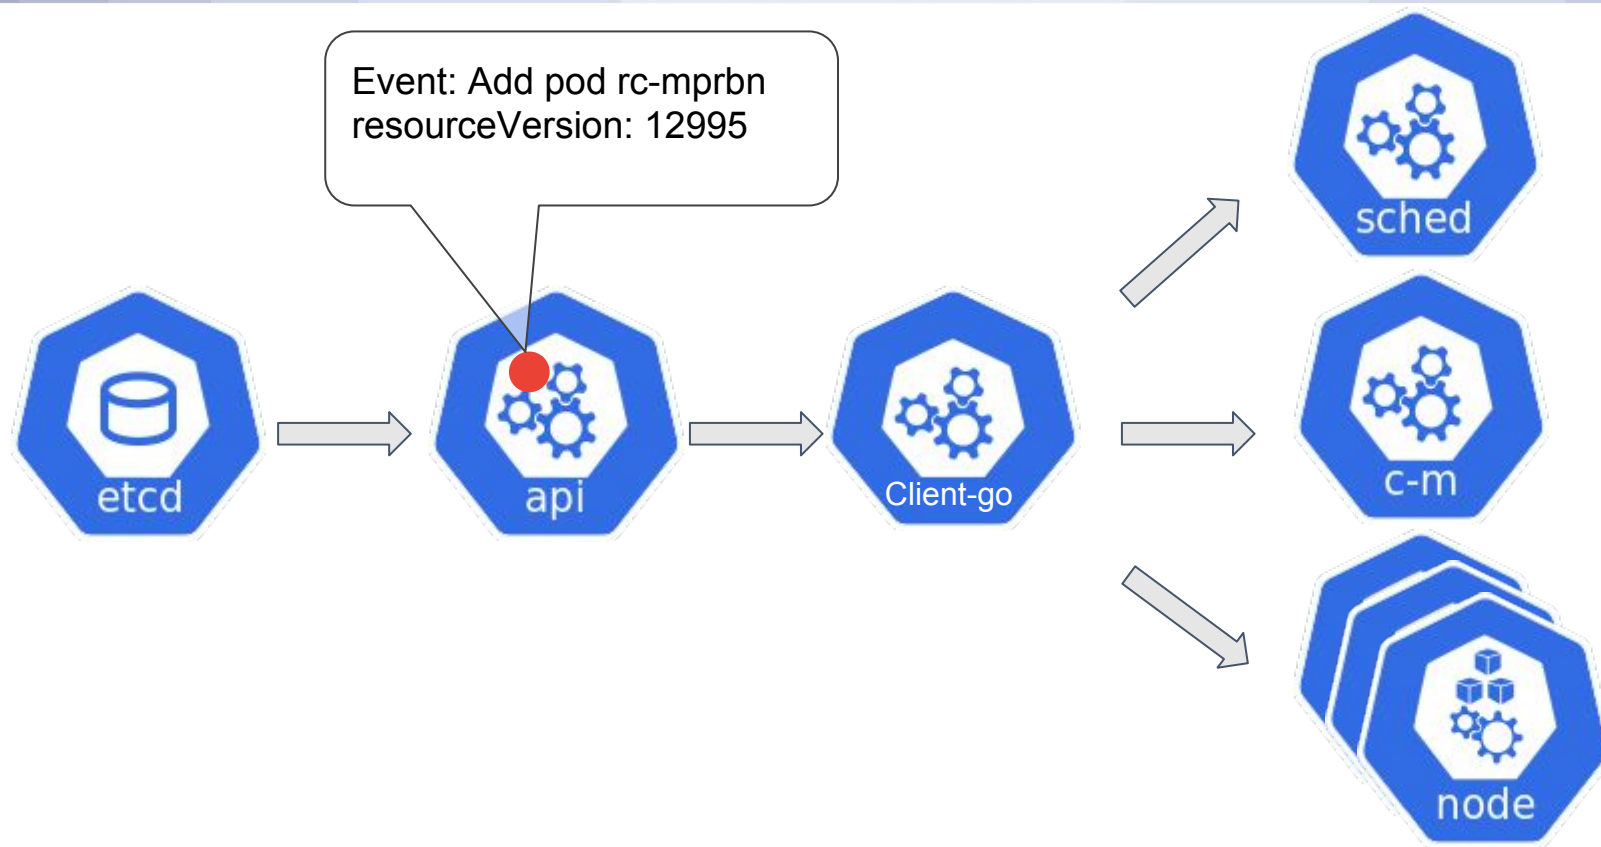 Event: Add pod rc-mprbn
resourceVersion: 12995
sched
etcd
api
Client-go
c-m
node